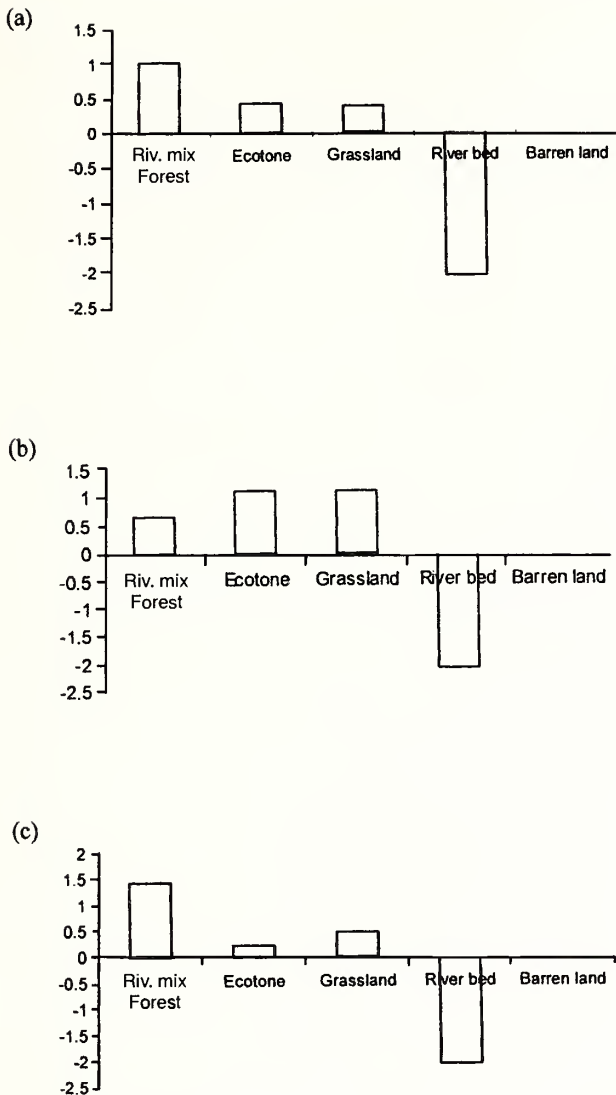 (a)
1.5
1
0.5
0
-0.5
-1
-1.5
-2
-2.5
Riv. mix Forest
Ecotone
Grassland
River bed
Barren land
(b)
1.5
1
0.5
0
-0.5
-1
-1.5
-2
-2.5
Riv. mix Forest
Ecotone
Grassland
River bed
Barren land
(c)
2
1.5
1
0.5
0
-0.5
-1
-1.5
-2
-2.5
Riv. mix Forest
Ecotone
Grassland
River bed
Barren land